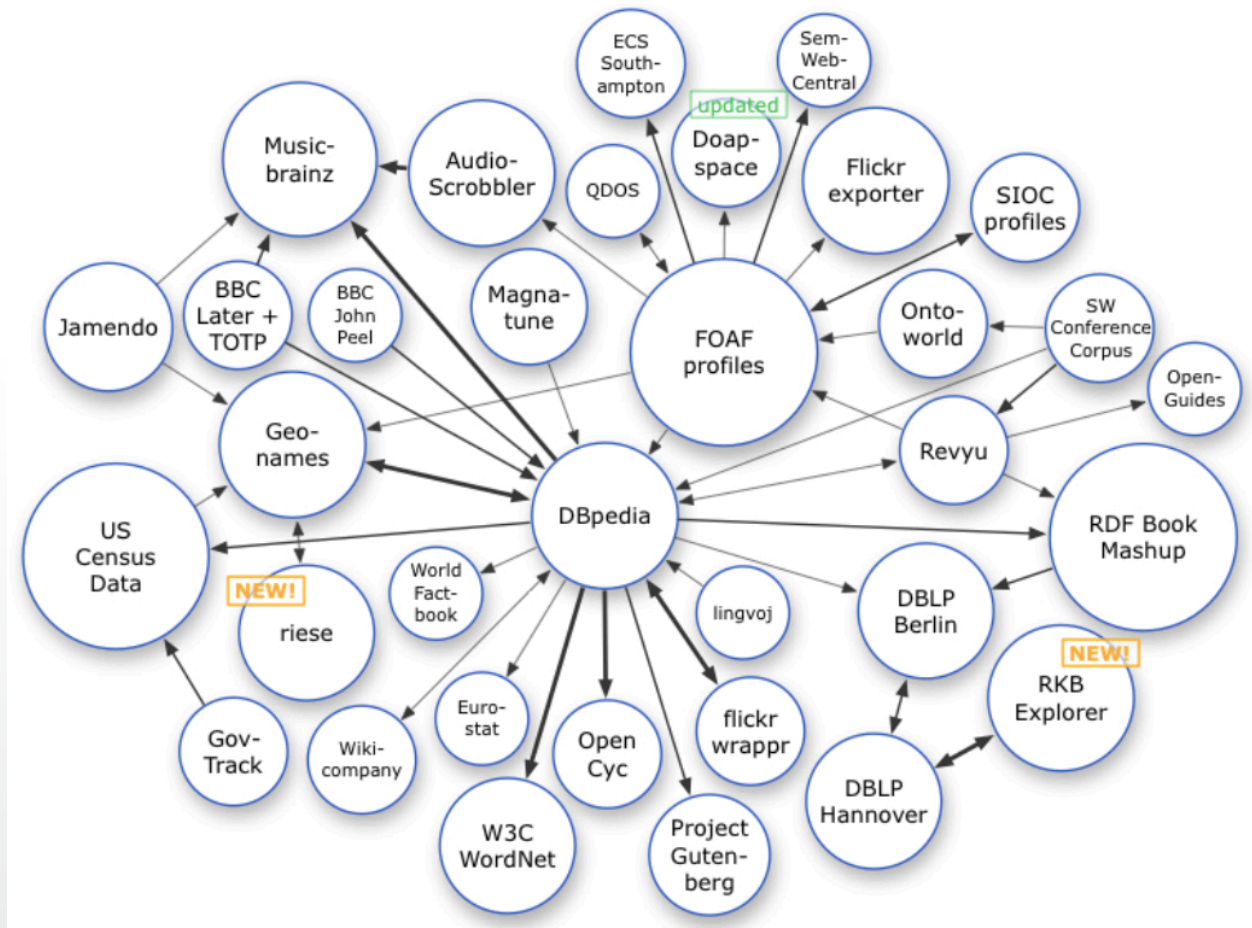 ECS
South-
ampton
Sem-
Web-
Central
updated
Doap-
space
Music-
brainz
Audio-
Scrobbler
QDOS
Flickr
exporter
SIOC
profiles
Jamendo
BBC
Later +
TOTP
BBC
John
Peel
Magna-
tune
FOAF
profiles
Onto-
world
SW
Conference
Corpus
Open-
Guides
Geo-
names
Revyu
DBpedia
US
Census
Data
RDF Book
Mashup
NEW!
riese
World
Fact-
book
lingvoj
DBLP
Berlin
NEW!
RKB
Explorer
Gov-
Track
Wiki-
company
Euro-
stat
Open
Cyc
flickr
wrappr
DBLP
Hannover
W3C
WordNet
Project
Guten-
berg